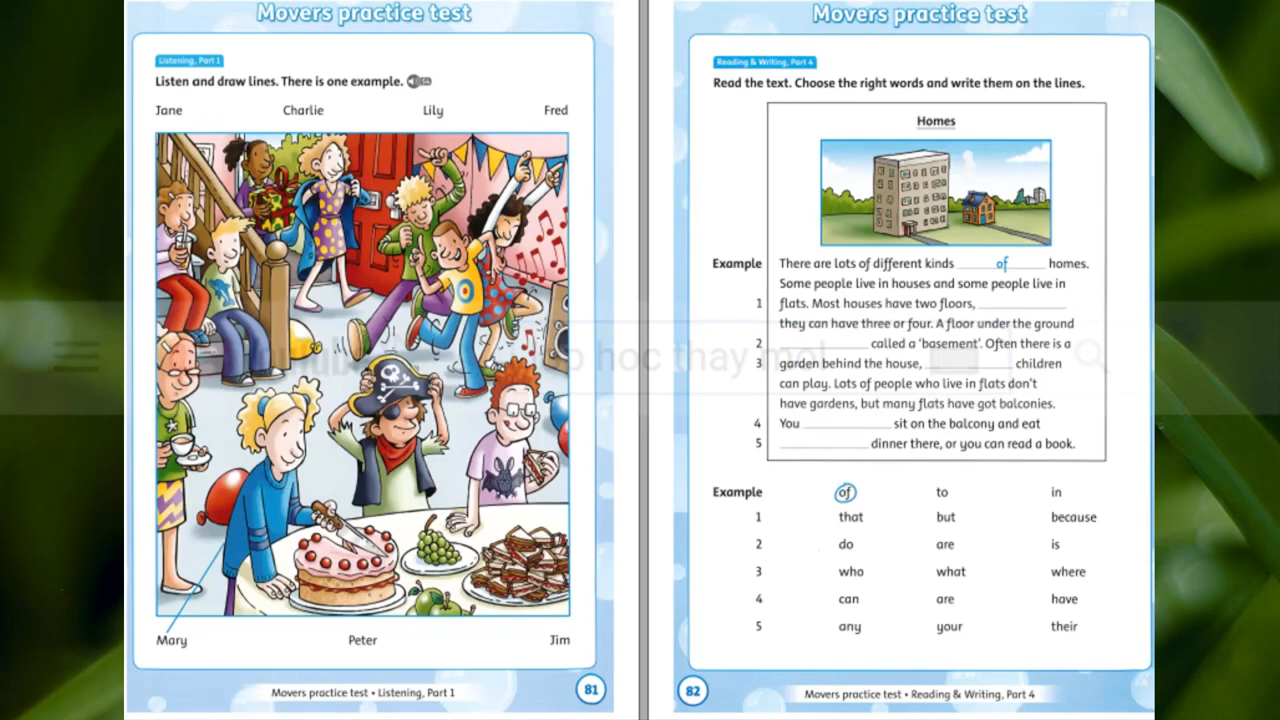 Movers practice test
Listening, Part 1
Listen and draw lines. There is one example.
Jane Charlie Lily Fred
Mary Peter Jim
Movers practice test • Listening, Part 1
81
Movers practice test
Reading & Writing, Part 4
Read the text. Choose the right words and write them on the lines.
Homes
Example There are lots of different kinds of homes.
Some people live in houses and some people live in
1 flats. Most houses have two floors,
they can have three or four. A floor under the ground
2 called a ‘basement’. Often there is a
3 garden behind the house, children
can play. Lots of people who live in flats don’t
have gardens, but many flats have got balconies.
4 You sit on the balcony and eat
5 dinner there, or you can read a book.
Example of to in
1 that but because
2 do are is
3 who what where
4 can are have
5 any your their
82
Movers practice test • Reading & Writing, Part 4
hoc thay mol